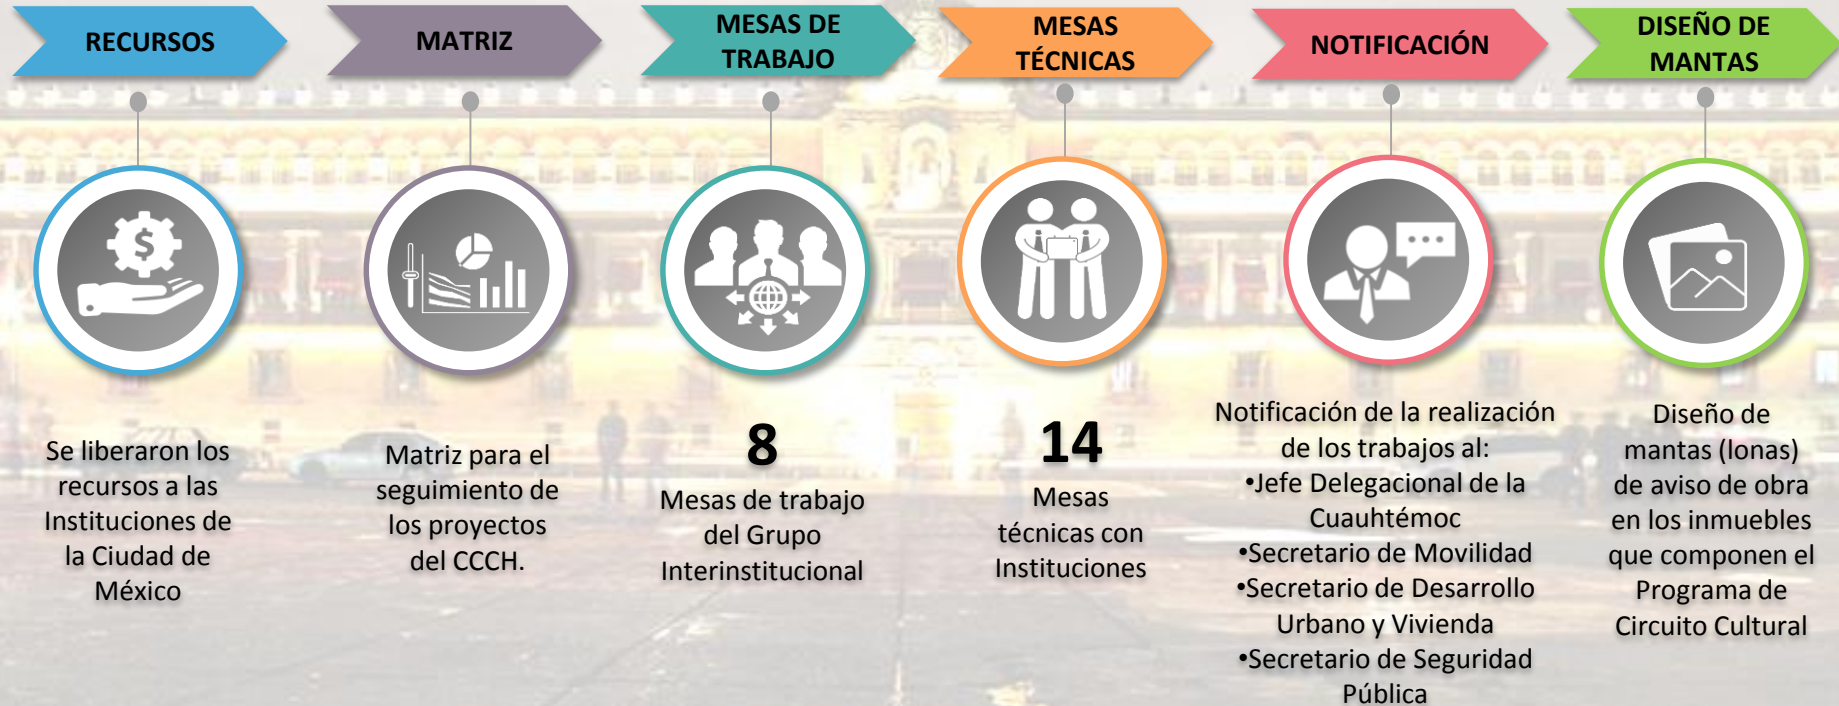 RECURSOS
Se liberaron los
recursos a las
Instituciones de
la Ciudad de
México
MATRIZ
Matriz para el
seguimiento de
los proyectos
del CCCH.
MESAS DE
TRABAJO
8
Mesas de trabajo
del Grupo
Interinstitucional
MESAS
TÉCNICAS
14
Mesas
técnicas con
Instituciones
NOTIFICACIÓN
Notificación de la realización
de los trabajos al:
•Jefe Delegacional de la
Cuauhtémoc
•Secretario de Movilidad
•Secretario de Desarrollo
Urbano y Vivienda
•Secretario de Seguridad
Pública
DISEÑO DE
MANTAS
Diseño de
mantas (lonas)
de aviso de obra
en los inmuebles
que componen el
Programa de
Circuito Cultural